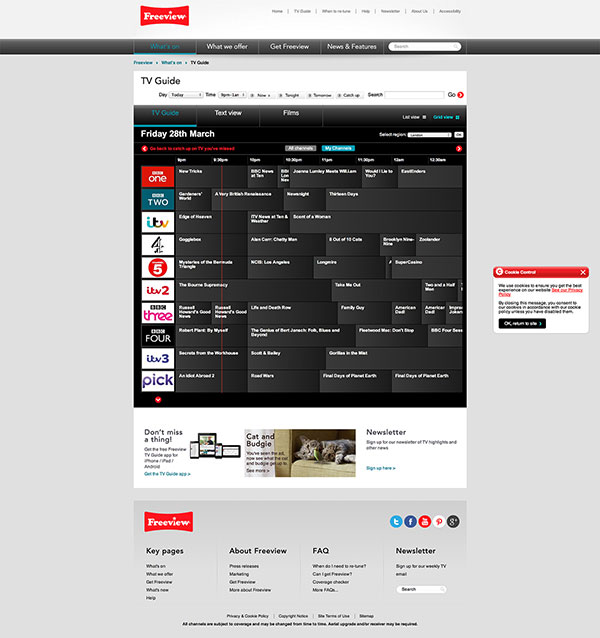 Freeview
Home | TV Guide | When to re-tune | Help | Newsletter | About Us | Accessibility
What's on
What we offer
Get Freeview
News & Features
Search
Freeview > What's on > TV Guide
TV Guide
Day Today Time 9pm-1am Now > Tonight Tomorrow Catch up Search Go
TV Guide
Text view
Films
List view
Grid view
Friday 28th March
Select region: London OK
Go back to catch up on TV you've missed
All channels
My Channels
9pm 9:30pm 10pm 10:30pm 11pm 11:30pm 12am 12:30am
BBC one
New Tricks
BBC News at Ten
BBC Lon New
Joanna Lumley Meets Will.i.am
Would I Lie to You?
EastEnders
BBC TWO
Gardeners' World
A Very British Renaissance
Newsnight
Thirteen Days
itv
Edge of Heaven
ITV News at Ten & Weather
Scent of a Woman
4
Gogglebox
Alan Carr: Chatty Man
8 Out of 10 Cats
Brooklyn Nine-Nine
Zoolander
5
Mysteries of the Bermuda Triangle
NCIS: Los Angeles
Longmire
A
SuperCasino
itv2
The Bourne Supremacy
Take Me Out
Two and a Half Men
BBC three
Russell Howard's Good News
Russell Howard's Good News
Life and Death Row
Family Guy
American Dad!
American Dad!
Impractical Jokers
BBC FOUR
Robert Plant: By Myself
The Genius of Bert Jansch: Folk, Blues and Beyond
Fleetwood Mac: Don't Stop
BBC Four Sess
itv3
Secrets from the Workhouse
Scott & Bailey
Gorillas in the Mist
pick
An Idiot Abroad 2
Road Wars
Final Days of Planet Earth
Final Days of Planet Earth
Cookie Control
We use cookies to ensure you get the best
experience on our website See our Privacy
Policy
By closing this message, you consent to
our cookies in accordance with our cookie
policy unless you have disabled them.
OK, return to site
Don't miss
a thing!
Get the free Freeview
TV Guide app for
iPhone / iPad /
Android
Get the TV Guide app >
Cat and
Budgie
You've seen the ad,
now see what the cat
and budgie get up to.
See more >
Newsletter
Sign up for our newsletter of TV highlights and
other news
Sign up here >
Freeview
Key pages
What's on
What we offer
Get Freeview
What's new
Help
About Freeview
Press releases
Marketing
Get Freeview
More about Freeview
FAQ
When do I need to re-tune?
Can I get Freeview?
Coverage checker
More FAQs...
Newsletter
Sign up for our weekly TV
email
Search
Privacy & Cookie Policy | Copyright Notice | Site Terms of Use | Sitemap
All channels are subject to coverage and may be changed from time to time. Aerial upgrade and/or receiver may be required.